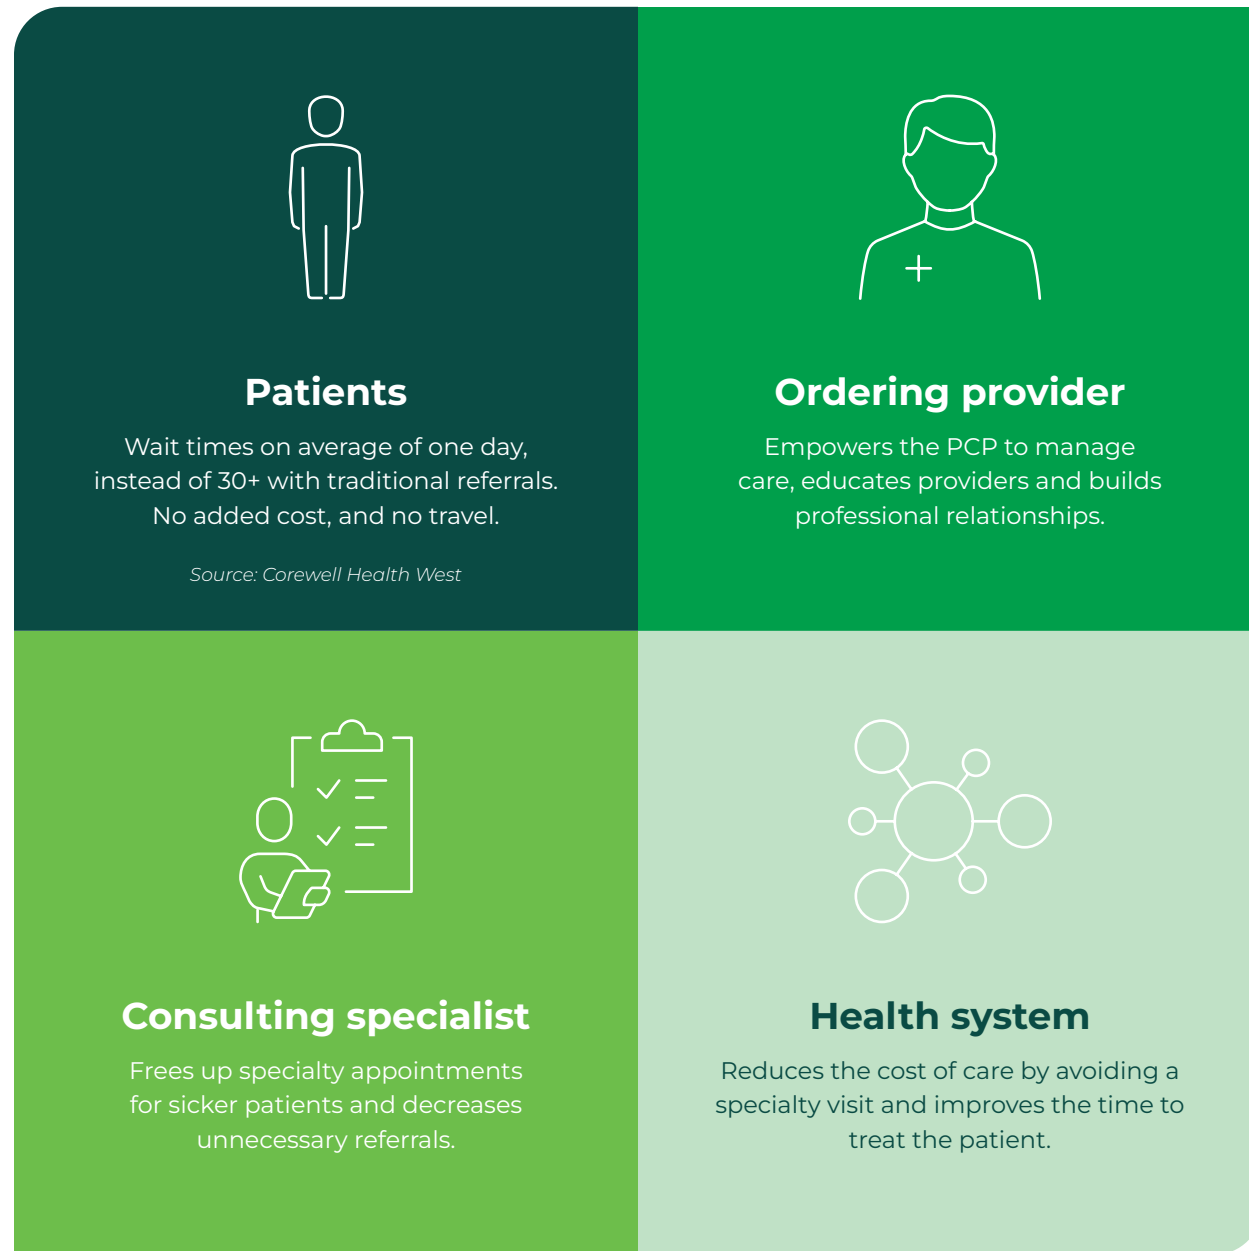 Patients
Wait times on average of one day,
instead of 30+ with traditional referrals.
No added cost, and no travel.
Source: Corewell Health West
Ordering provider
Empowers the PCP to manage
care, educates providers and builds
professional relationships.
Consulting specialist
Frees up specialty appointments
for sicker patients and decreases
unnecessary referrals.
Health system
Reduces the cost of care by avoiding a
specialty visit and improves the time to
treat the patient.